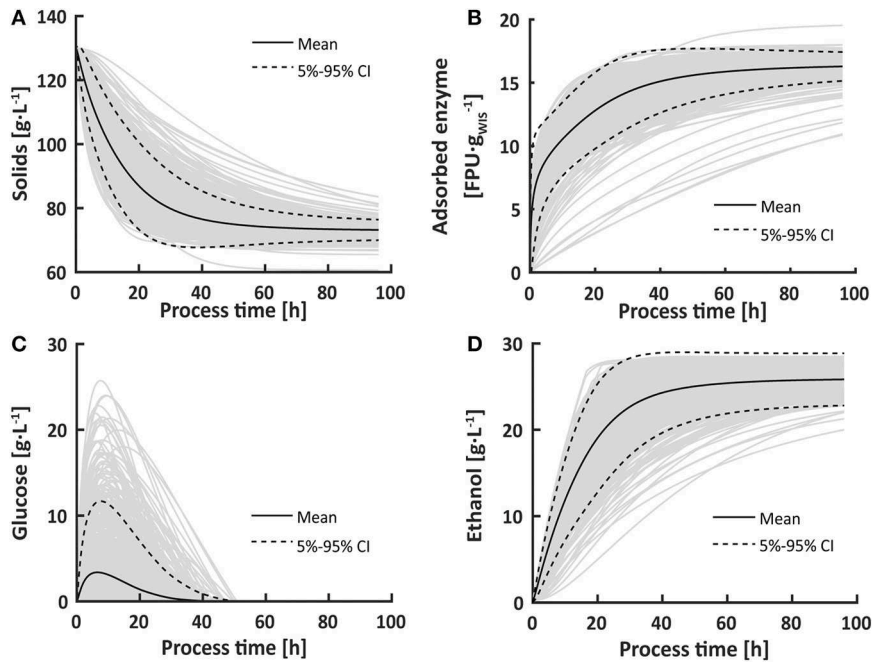 A
Solids [g·L⁻¹]
140
120
100
80
60
0 20 40 60 80 100
Process time [h]
Mean
5%-95% CI
B
Adsorbed enzyme
[FPU·gWIS⁻¹]
20
15
10
5
0
0 20 40 60 80 100
Process time [h]
Mean
5%-95% CI
C
Glucose [g·L⁻¹]
30
20
10
0
0 20 40 60 80 100
Process time [h]
Mean
5%-95% CI
D
Ethanol [g·L⁻¹]
30
20
10
0
0 20 40 60 80 100
Process time [h]
Mean
5%-95% CI